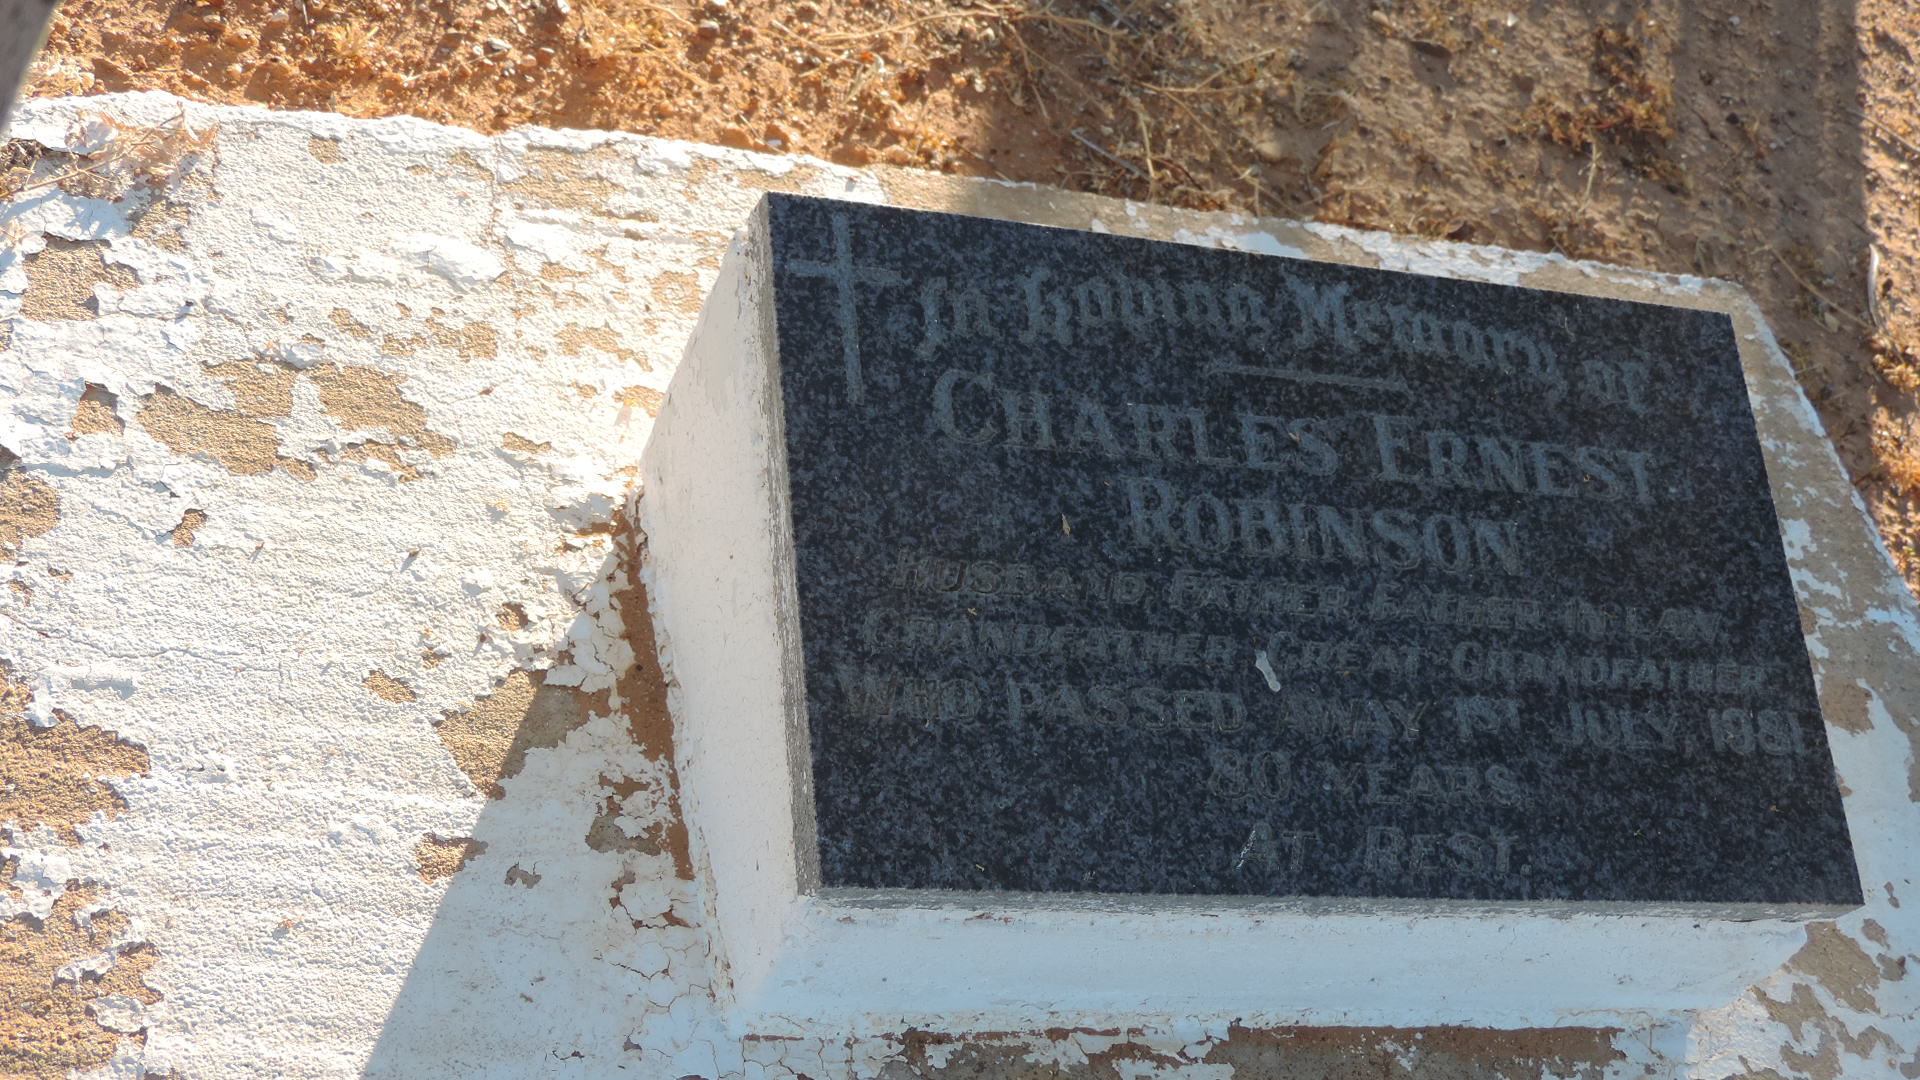 In Loving Memory of
CHARLES ERNEST
ROBINSON
HUSBAND, FATHER FATHER IN LAW,
GRANDFATHER, GREAT GRANDFATHER
WHO PASSED AWAY 1ST JULY, 1981
80 YEARS.
AT REST.